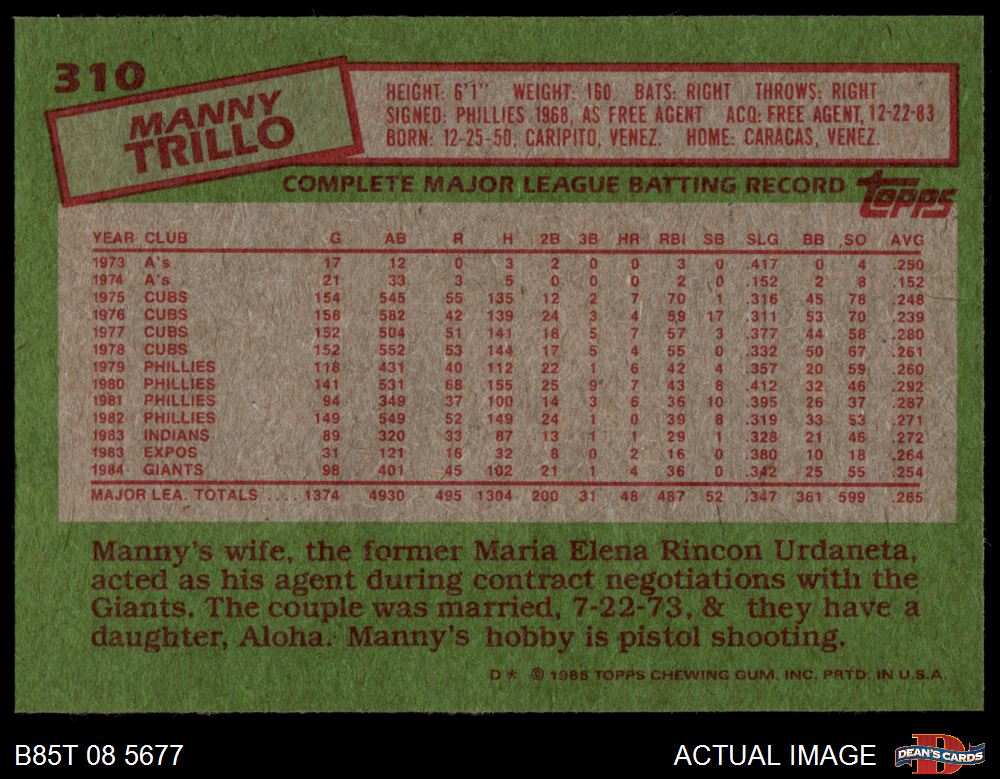 310
MANNY
TRILLO
HEIGHT: 6'1" WEIGHT: 160 BATS: RIGHT THROWS: RIGHT
SIGNED: PHILLIES 1968, AS FREE AGENT ACQ: FREE AGENT, 12-22-83
BORN: 12-25-50, CARIPITO, VENEZ. HOME: CARACAS, VENEZ.
COMPLETE MAJOR LEAGUE BATTING RECORD topps
YEAR CLUB G AB R H 2B 3B HR RBI SB SLG BB SO AVG
1973 A's 17 12 0 3 2 0 0 3 0 .417 0 4 .250
1974 A's 21 33 3 5 0 0 0 2 0 .152 2 8 .152
1975 CUBS 154 545 55 135 12 2 7 70 1 .316 45 78 .248
1976 CUBS 158 582 42 139 24 3 4 59 17 .311 53 70 .239
1977 CUBS 152 504 51 141 18 5 7 57 3 .377 44 58 .280
1978 CUBS 152 552 53 144 17 5 4 55 0 .332 50 67 .261
1979 PHILLIES 118 431 40 112 22 1 6 42 4 .357 20 59 .260
1980 PHILLIES 141 531 68 155 25 9 7 43 8 .412 32 46 .292
1981 PHILLIES 94 349 37 100 14 3 6 36 10 .395 26 37 .287
1982 PHILLIES 149 549 52 149 24 1 0 39 8 .319 33 53 .271
1983 INDIANS 89 320 33 87 13 1 1 29 1 .328 21 46 .272
1983 EXPOS 31 121 16 32 8 0 2 16 0 .380 10 18 .264
1984 GIANTS 98 401 45 102 21 1 4 36 0 .342 25 55 .254
MAJOR LEA. TOTALS .... 1374 4930 495 1304 200 31 48 487 52 .347 361 599 .265
Manny's wife, the former Maria Elena Rincon Urdaneta,
acted as his agent during contract negotiations with the
Giants. The couple was married, 7-22-73, & they have a
daughter, Aloha. Manny's hobby is pistol shooting.
D* © 1985 TOPPS CHEWING GUM, INC. PRTD. IN U.S.A.
B85T 08 5677 ACTUAL IMAGE D DEAN'S CARDS